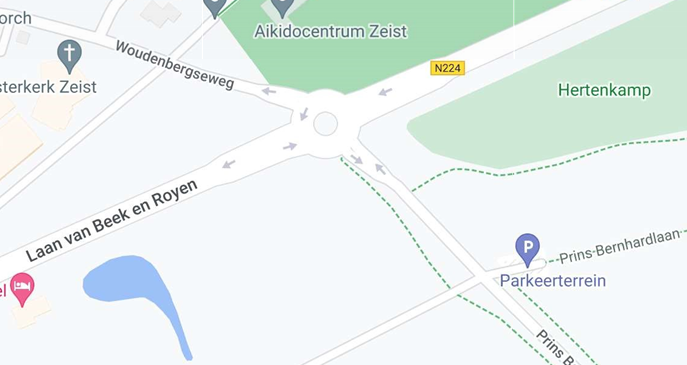 orch
Aikidocentrum Zeist
Woudenbergseweg
N224
sterkerk Zeist
Hertenkamp
Laan van Beek en Royen
P
Prins-Bernhardlaan
el
Parkeerterrein
Prins B